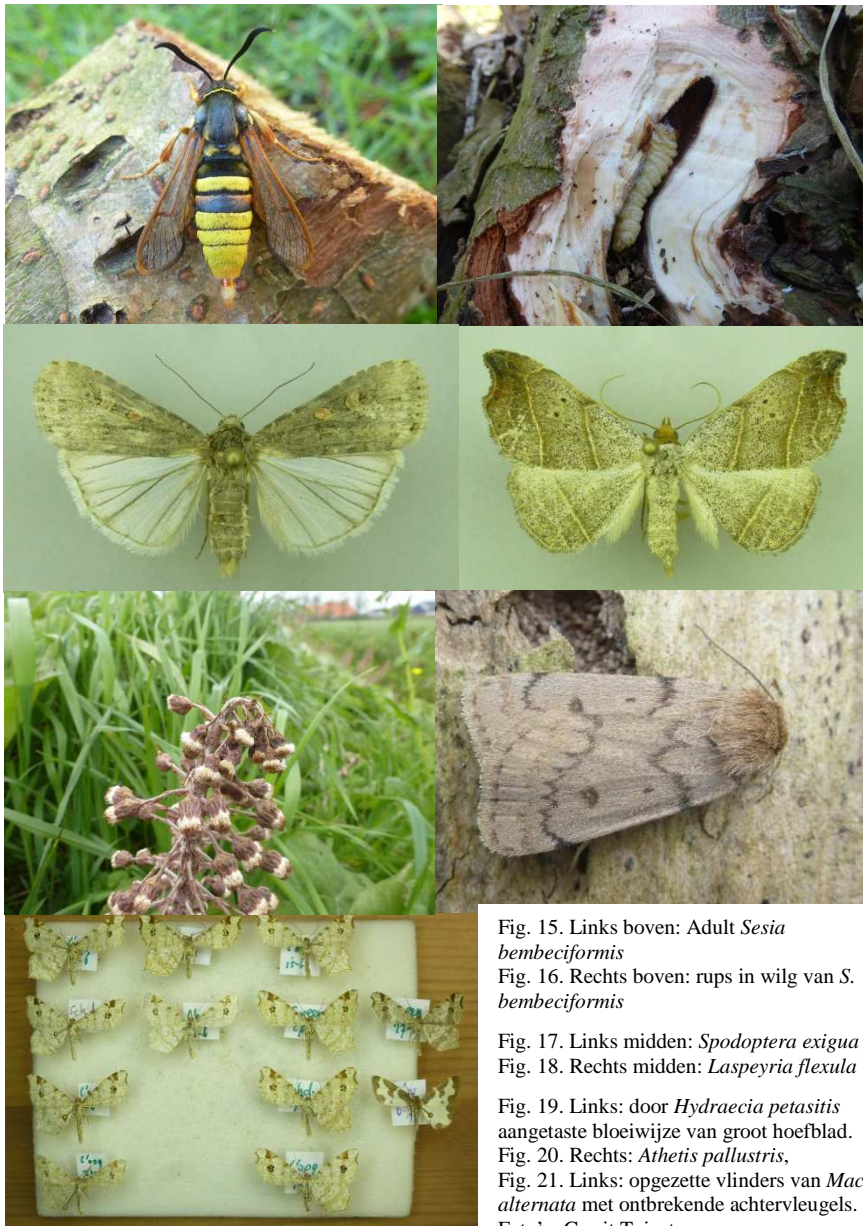 Fig. 15. Links boven: Adult Sesia
bembeciformis
Fig. 16. Rechts boven: rups in wilg van S.
bembeciformis
Fig. 17. Links midden: Spodoptera exigua
Fig. 18. Rechts midden: Laspeyria flexula
Fig. 19. Links: door Hydraecia petasitis
aangetaste bloeiwijze van groot hoefblad.
Fig. 20. Rechts: Athetis pallustris,
Fig. 21. Links: opgezette vlinders van Mac
alternata met ontbrekende achtervleugels.